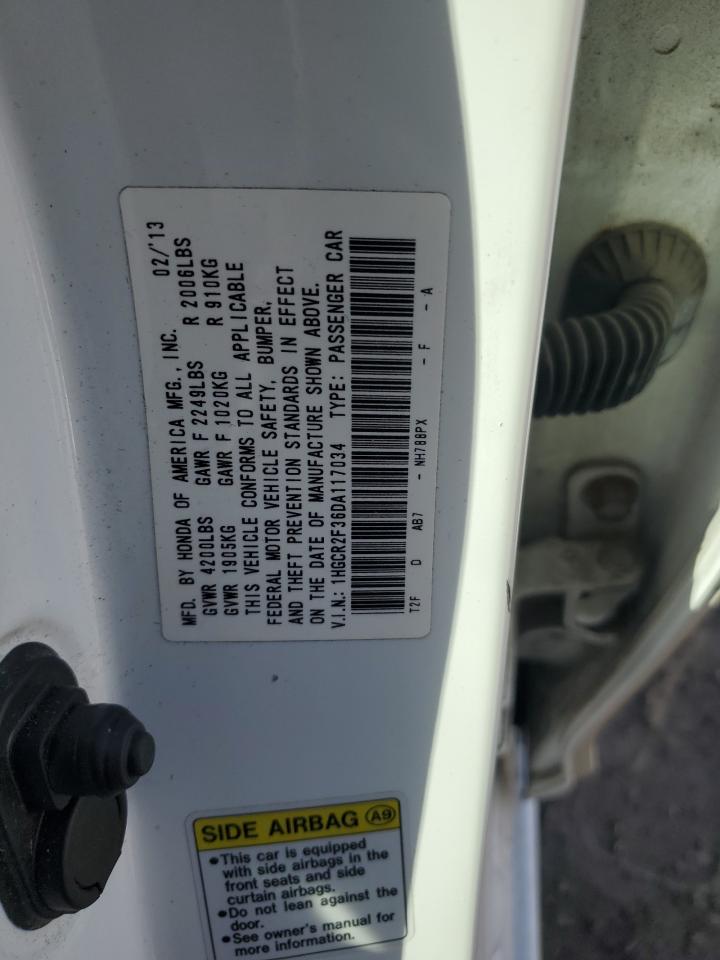 MFD. BY HONDA OF AMERICA MFG., INC. 02/'13
GVWR 4200LBS GAWR F 2249LBS R 2006LBS
GVWR 1905KG GAWR F 1020KG R 910KG
THIS VEHICLE CONFORMS TO ALL APPLICABLE
FEDERAL MOTOR VEHICLE SAFETY, BUMPER,
AND THEFT PREVENTION STANDARDS IN EFFECT
ON THE DATE OF MANUFACTURE SHOWN ABOVE.
V.I.N.: 1HGCR2F36DA117034 TYPE: PASSENGER CAR
T2F D AB7 - NH788PX - F - A
SIDE AIRBAG A9
•This car is equipped
with side airbags in the
front seats and side
curtain airbags.
•Do not lean against the
door.
•See owner's manual for
more information.